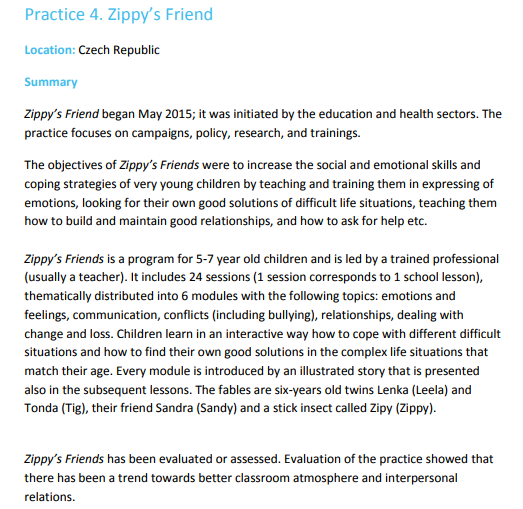 Practice 4. Zippy's Friend
Location: Czech Republic
Summary
Zippy's Friend began May 2015; it was initiated by the education and health sectors. The
practice focuses on campaigns, policy, research, and trainings.
The objectives of Zippy's Friends were to increase the social and emotional skills and
coping strategies of very young children by teaching and training them in expressing of
emotions, looking for their own good solutions of difficult life situations, teaching them
how to build and maintain good relationships, and how to ask for help etc.
Zippy's Friends is a program for 5-7 year old children and is led by a trained professional
(usually a teacher). It includes 24 sessions (1 session corresponds to 1 school lesson),
thematically distributed into 6 modules with the following topics: emotions and
feelings, communication, conflicts (including bullying), relationships, dealing with
change and loss. Children learn in an interactive way how to cope with different difficult
situations and how to find their own good solutions in the complex life situations that
match their age. Every module is introduced by an illustrated story that is presented
also in the subsequent lessons. The fables are six-years old twins Lenka (Leela) and
Tonda (Tig), their friend Sandra (Sandy) and a stick insect called Zipy (Zippy).
Zippy's Friends has been evaluated or assessed. Evaluation of the practice showed that
there has been a trend towards better classroom atmosphere and interpersonal
relations.